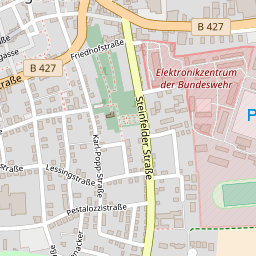 B 427
Friedhofstraße
B 427
Elektronikzentrum
der Bundeswehr
Steinfelder Straße
Karl-Popp-Straße
Lessingstraße
Pestalozzistraße